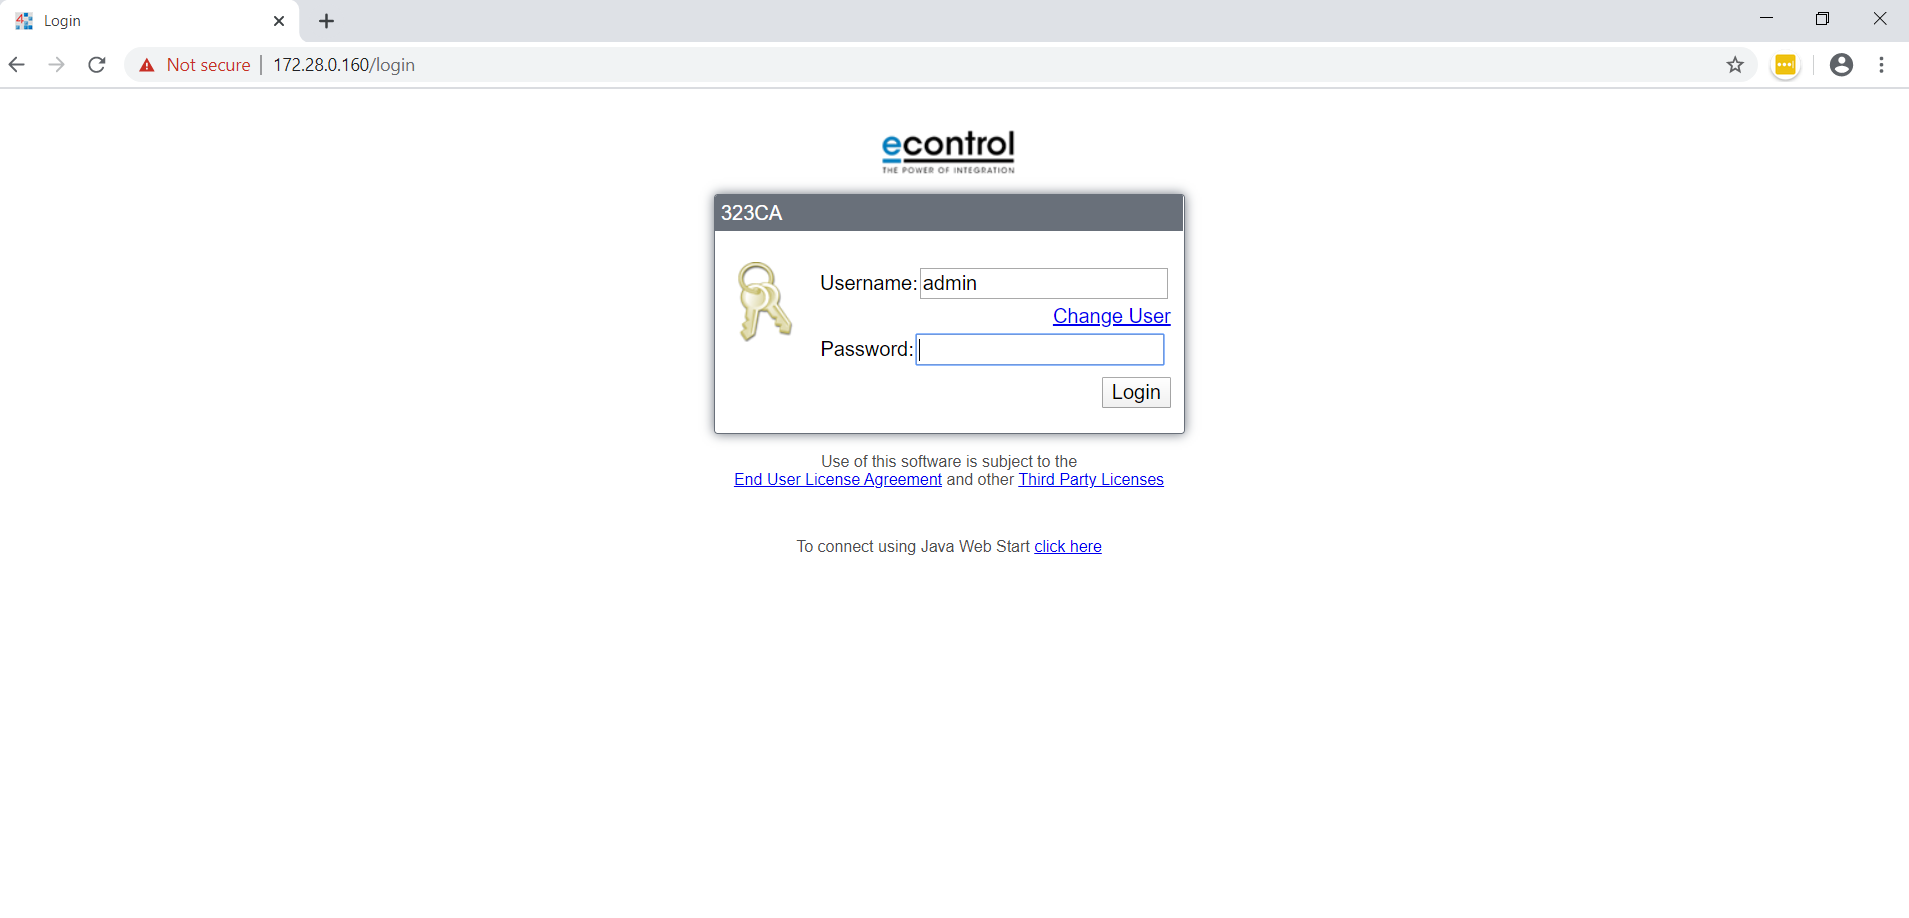 Login
Not secure 172.28.0.160/login
econtrol
THE POWER OF INTEGRATION
323CA
Username: admin
Change User
Password:
Login
Use of this software is subject to the
End User License Agreement and other Third Party Licenses
To connect using Java Web Start click here